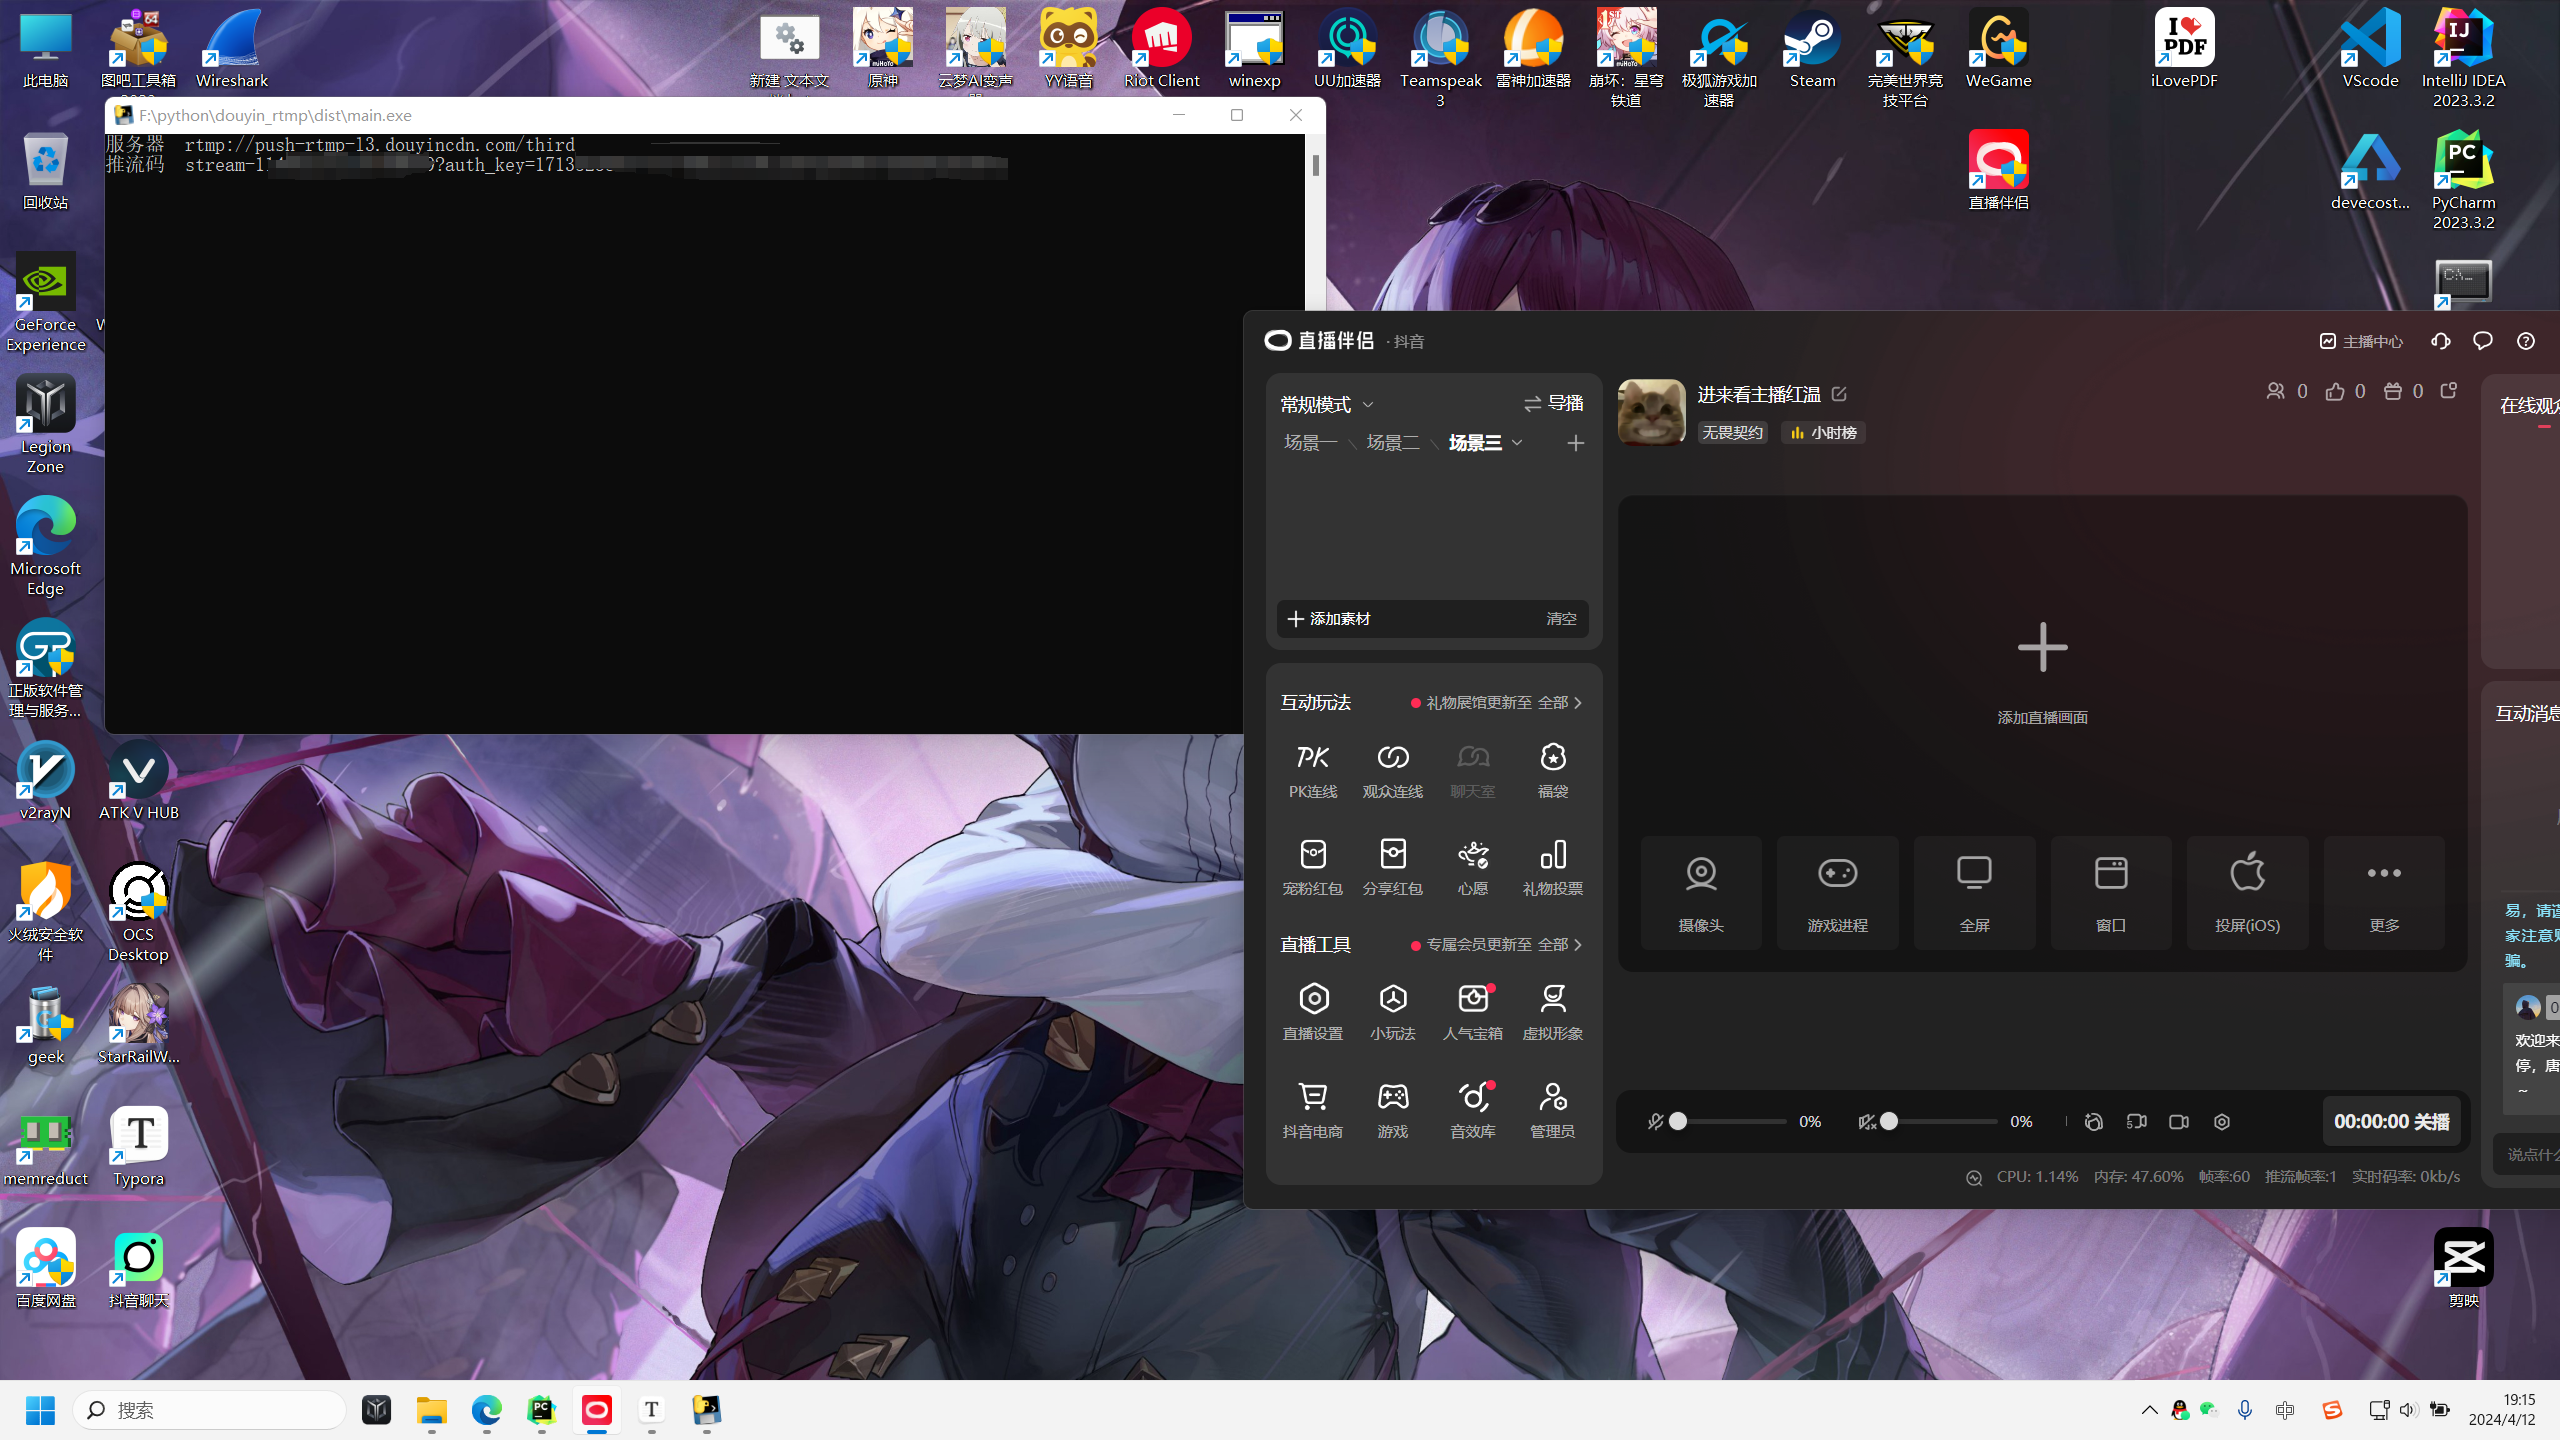 此电脑
图吧工具箱
Wireshark
新建 文本文
原神
云梦AI变声
YY语音
Riot Client
winexp
UU加速器
Teamspeak
3
雷神加速器
崩坏：星穹
铁道
极狐游戏加
速器
Steam
完美世界竞
技平台
WeGame
iLovePDF
VScode
IntelliJ IDEA
2023.3.2
F:\python\douyin_rtmp\dist\main.exe
服务器 rtmp://push-rtmp-l3.douyincdn.com/third
推流码 ?auth_key=
回收站
直播伴侣
devecost...
PyCharm
2023.3.2
GeForce
Experience
Legion
Zone
Microsoft
Edge
正版软件管
理与服务...
v2rayN
ATK V HUB
火绒安全软
件
OCS
Desktop
geek
StarRailW...
memreduct
Typora
百度网盘
抖音聊天
剪映
直播伴侣 · 抖音
主播中心
常规模式
导播
场景一
场景二
场景三
添加素材
清空
进来看主播红温
无畏契约
小时榜
0
0
0
在线观
添加直播画面
摄像头
游戏进程
全屏
窗口
投屏(iOS)
更多
互动玩法
礼物展馆更新至 全部
PK连线
观众连线
聊天室
福袋
宠粉红包
分享红包
心愿
礼物投票
直播工具
专属会员更新至 全部
直播设置
小玩法
人气宝箱
虚拟形象
抖音电商
游戏
音效库
管理员
0%
0%
00:00:00 关播
CPU: 1.14%
内存: 47.60%
帧率:60
推流帧率:1
实时码率: 0kb/s
互动消息
易，请谨
家注意
骗。
0
欢迎来
停，唐
~
说点什么
搜索
中
19:15
2024/4/12